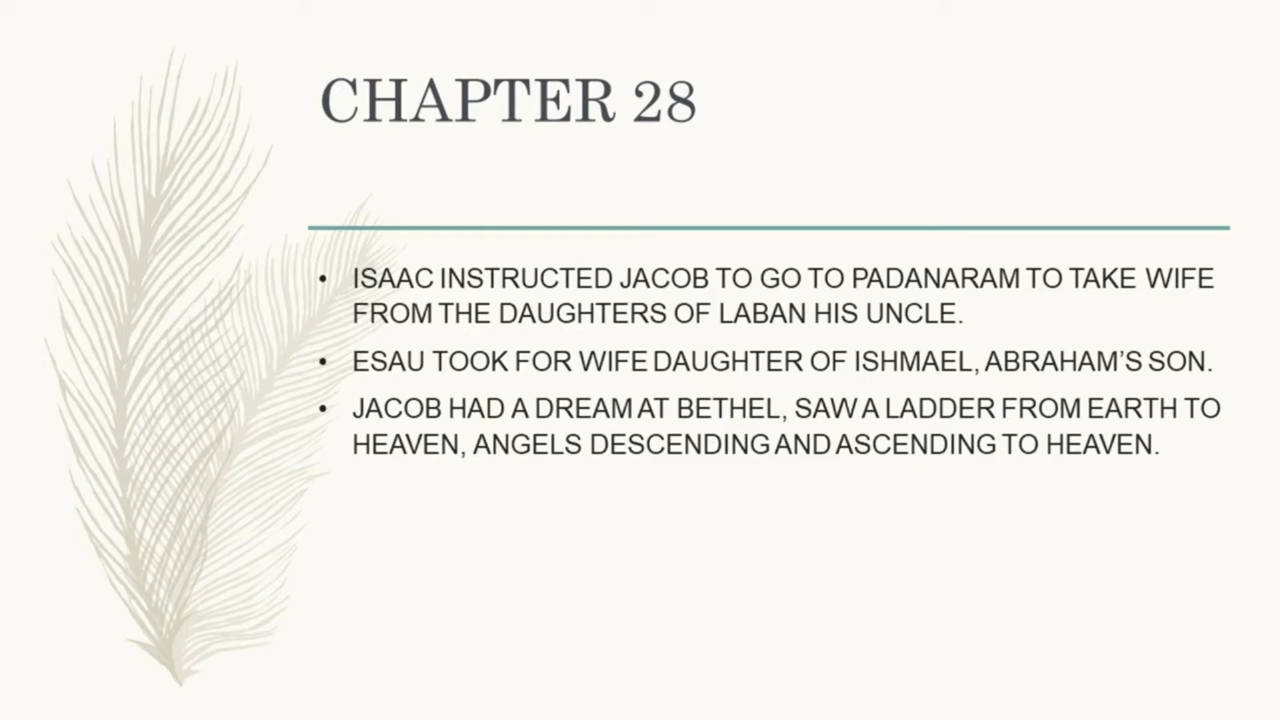 CHAPTER 28
• ISAAC INSTRUCTED JACOB TO GO TO PADANARAM TO TAKE WIFE
FROM THE DAUGHTERS OF LABAN HIS UNCLE.
• ESAU TOOK FOR WIFE DAUGHTER OF ISHMAEL, ABRAHAM’S SON.
• JACOB HAD A DREAM AT BETHEL, SAW A LADDER FROM EARTH TO
HEAVEN, ANGELS DESCENDING AND ASCENDING TO HEAVEN.